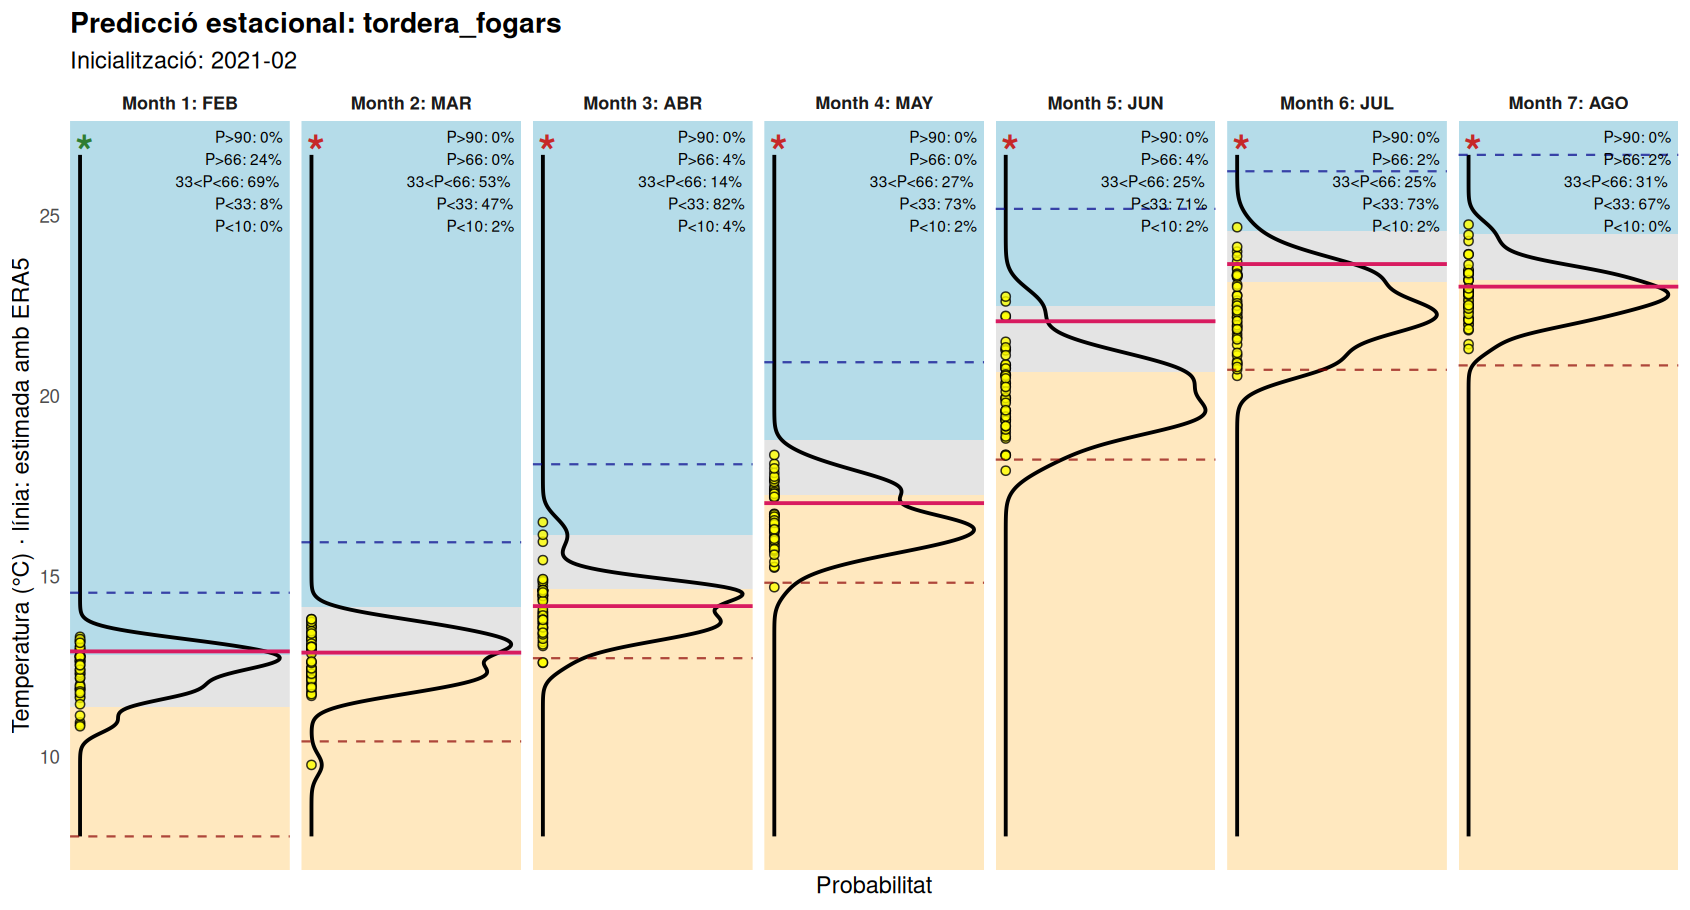 Predicció estacional: tordera_fogars
Inicialització: 2021-02
Month 1: FEB
Month 2: MAR
Month 3: ABR
Month 4: MAY
Month 5: JUN
Month 6: JUL
Month 7: AGO
*
P>90: 0%
P>66: 24%
33<P<66: 69%
P<33: 8%
P<10: 0%
*
P>90: 0%
P>66: 0%
33<P<66: 53%
P<33: 47%
P<10: 2%
*
P>90: 0%
P>66: 4%
33<P<66: 14%
P<33: 82%
P<10: 4%
*
P>90: 0%
P>66: 0%
33<P<66: 27%
P<33: 73%
P<10: 2%
*
P>90: 0%
P>66: 4%
33<P<66: 25%
P<33: 71%
P<10: 2%
*
P>90: 0%
P>66: 2%
33<P<66: 25%
P<33: 73%
P<10: 2%
*
P>90: 0%
P>66: 2%
33<P<66: 31%
P<33: 67%
P<10: 0%
25
20
15
10
Temperatura (°C) · línia: estimada amb ERA5
Probabilitat